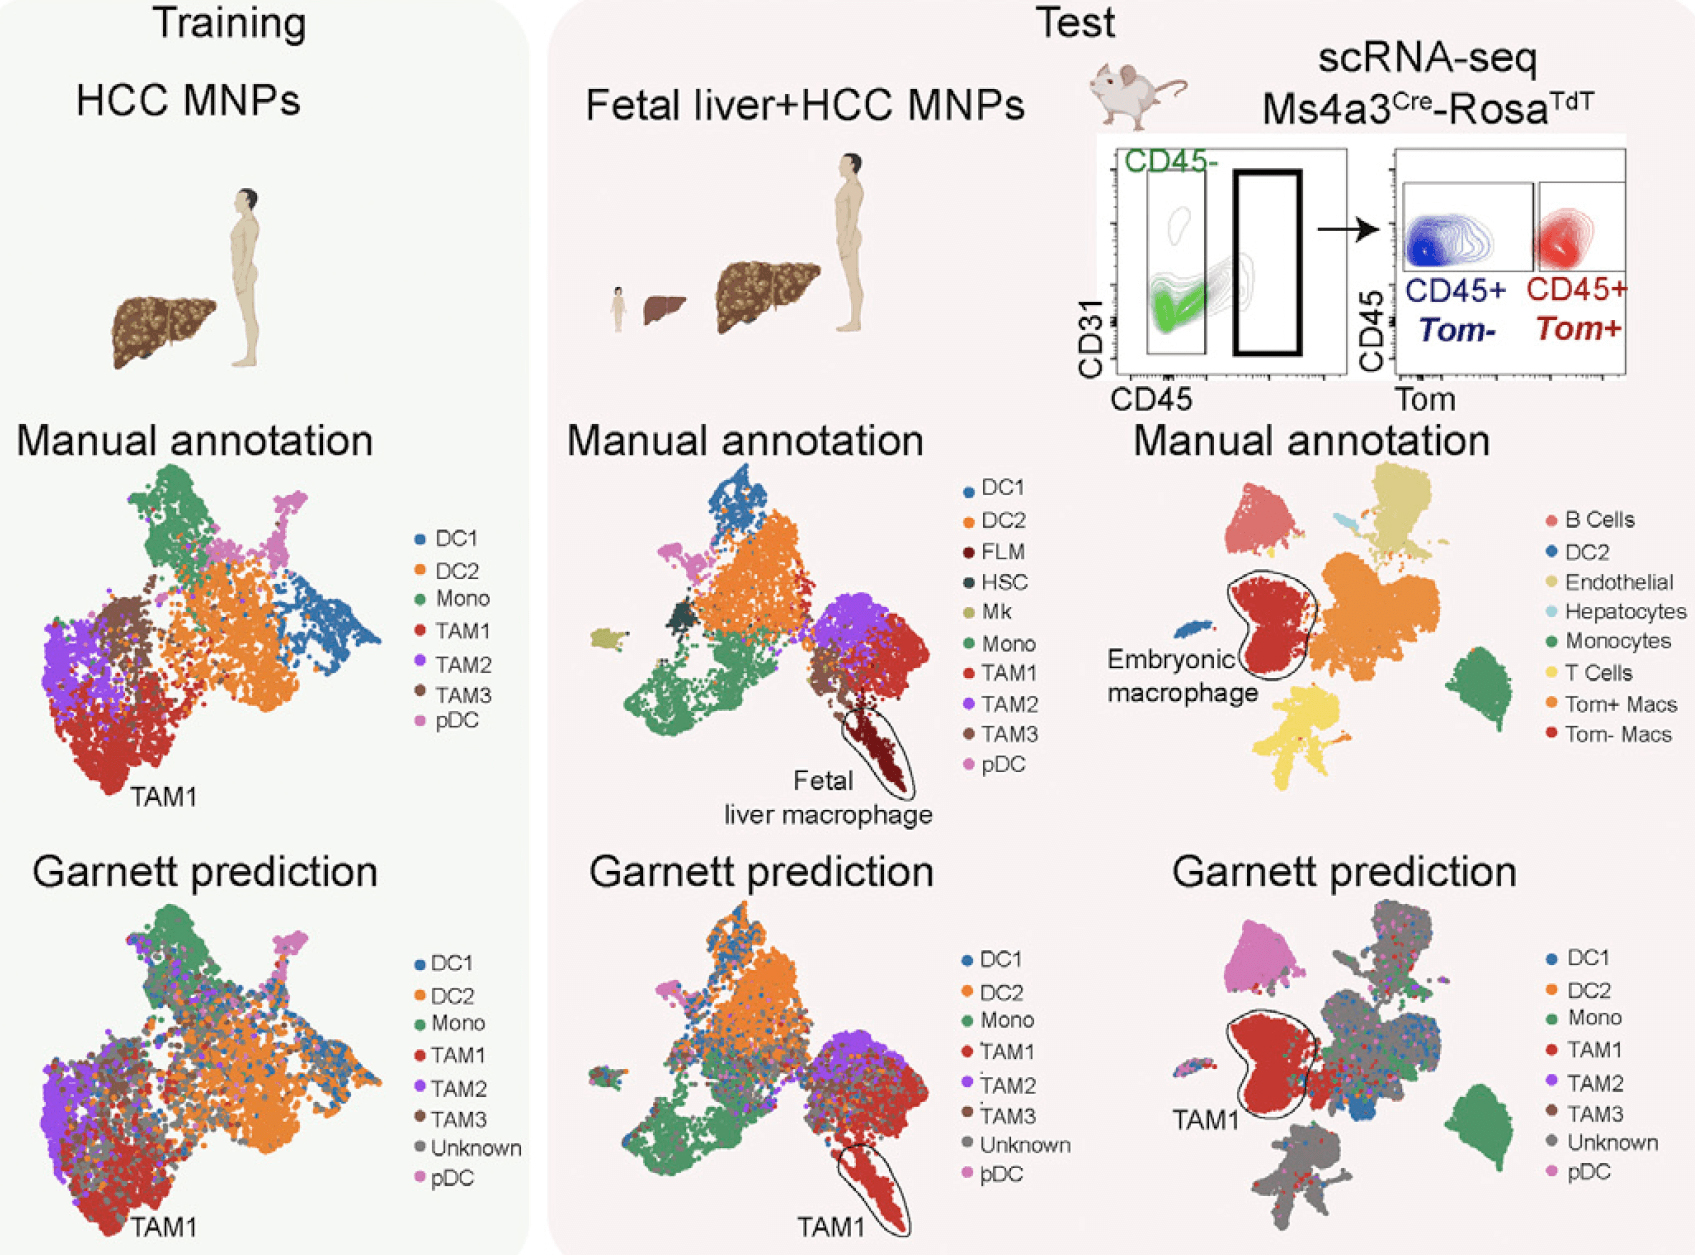 Training
HCC MNPs
Manual annotation
DC1
DC2
Mono
TAM1
TAM2
TAM3
pDC
TAM1
Garnett prediction
DC1
DC2
Mono
TAM1
TAM2
TAM3
Unknown
pDC
TAM1
Test
Fetal liver+HCC MNPs
scRNA-seq
Ms4a3Cre-RosaTdT
CD45-
CD31
CD45
CD45
CD45+
Tom-
CD45+
Tom+
Tom
Manual annotation
DC1
DC2
FLM
HSC
Mk
Mono
TAM1
TAM2
TAM3
pDC
Fetal
liver macrophage
Manual annotation
B Cells
DC2
Endothelial
Hepatocytes
Monocytes
T Cells
Tom+ Macs
Tom- Macs
Embryonic
macrophage
Garnett prediction
DC1
DC2
Mono
TAM1
TAM2
TAM3
Unknown
pDC
TAM1
Garnett prediction
DC1
DC2
Mono
TAM1
TAM2
TAM3
Unknown
pDC
TAM1